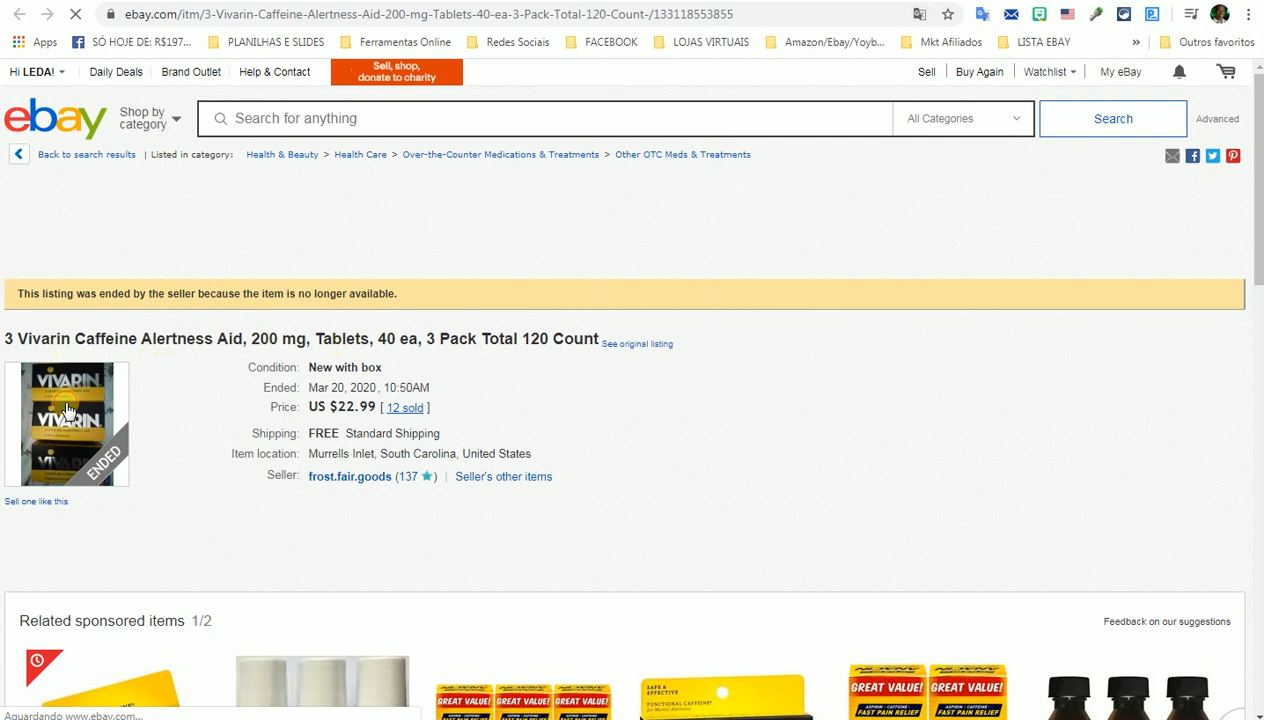 ebay.com/itm/3-Vivarin-Caffeine-Alertness-Aid-200-mg-Tablets-40-ea-3-Pack-Total-120-Count-/133118553855
Apps SÓ HOJE DE: R$197... PLANILHAS E SLIDES Ferramentas Online Redes Sociais FACEBOOK LOJAS VIRTUAIS Amazon/Ebay/Yoyb... Mkt Afiliados LISTA EBAY » Outros favoritos
Hi LEDA! Daily Deals Brand Outlet Help & Contact Sell, shop, donate to charity Sell Buy Again Watchlist My eBay
ebay Shop by category Search for anything All Categories Search Advanced
Back to search results | Listed in category: Health & Beauty > Health Care > Over-the-Counter Medications & Treatments > Other OTC Meds & Treatments
This listing was ended by the seller because the item is no longer available.
3 Vivarin Caffeine Alertness Aid, 200 mg, Tablets, 40 ea, 3 Pack Total 120 Count See original listing
VIVARIN
VIVARIN
ENDED
Condition: New with box
Ended: Mar 20, 2020 , 10:50AM
Price: US $22.99 [ 12 sold ]
Shipping: FREE Standard Shipping
Item location: Murrells Inlet, South Carolina, United States
Seller: frost.fair.goods (137 ) | Seller's other items
Sell one like this
Related sponsored items 1/2 Feedback on our suggestions
SAFE & EFFECTIVE
FUNCTIONAL CAFFEINE
GREAT VALUE! GREAT VALUE! GREAT VALUE!
GREAT VALUE! GREAT VALUE!
ANACIN ANACIN
FAST PAIN RELIEF FAST PAIN RELIEF
Aguardando www.ebay.com...